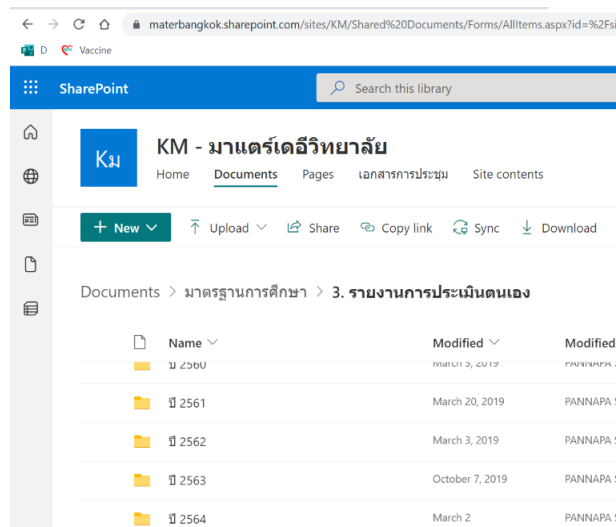 materbangkok.sharepoint.com/sites/KM/Shared%20Documents/Forms/AllItems.aspx?id=%2Fsi
D Vaccine
SharePoint Search this library
Kม
KM - มาแตร์เดอีวิทยาลัย
Home Documents Pages เอกสารการประชุม Site contents
+ New Upload Share Copy link Sync Download
Documents > มาตรฐานการศึกษา > 3. รายงานการประเมินตนเอง
Name Modified Modified
ปี 2560 March 3, 2019 PANNAPA S
ปี 2561 March 20, 2019 PANNAPA S
ปี 2562 March 3, 2019 PANNAPA S
ปี 2563 October 7, 2019 PANNAPA S
ปี 2564 March 2 PANNAPA S